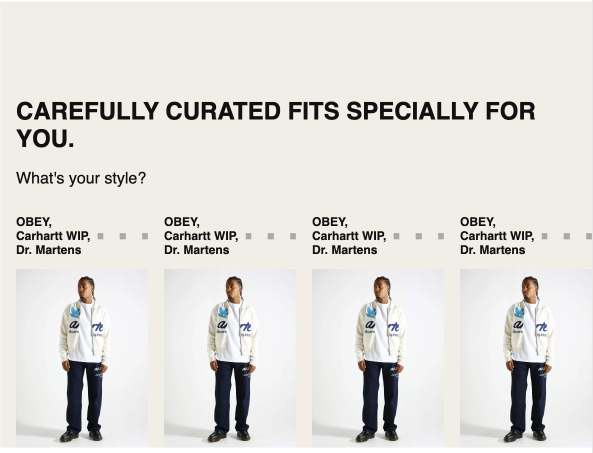 CAREFULLY CURATED FITS SPECIALLY FOR
YOU.
What's your style?
OBEY,
Carhartt WIP,
Dr. Martens
OBEY,
Carhartt WIP,
Dr. Martens
OBEY,
Carhartt WIP,
Dr. Martens
OBEY,
Carhartt WIP,
Dr. Martens